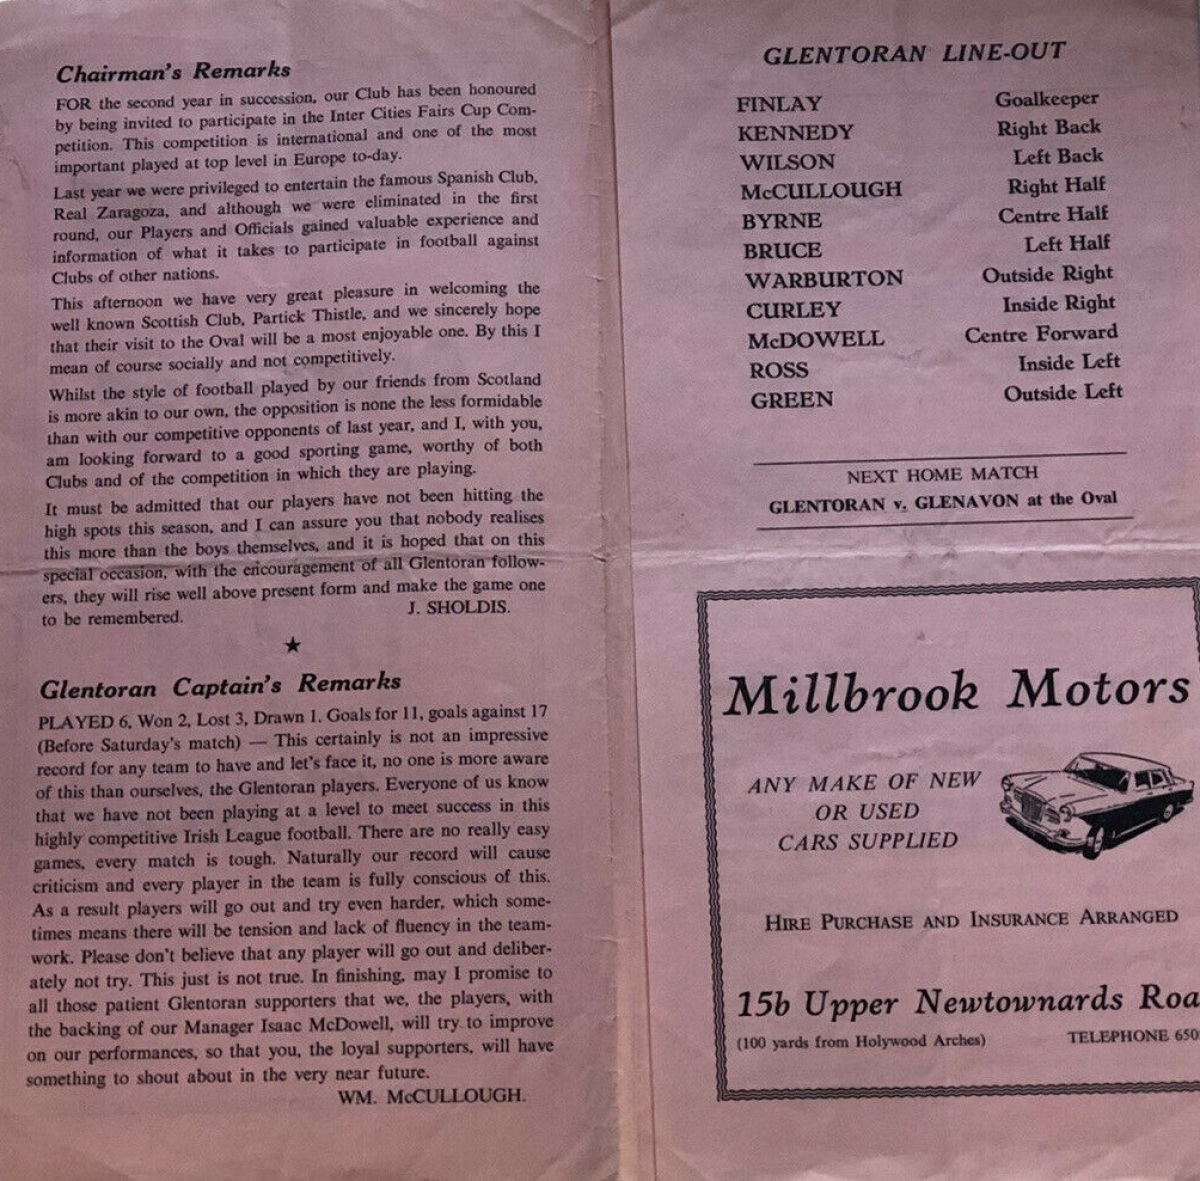 Chairman's Remarks
FOR the second year in succession, our Club has been honoured
by being invited to participate in the Inter Cities Fairs Cup Com-
petition. This competition is international and one of the most
important played at top level in Europe to-day.
Last year we were privileged to entertain the famous Spanish Club,
Real Zaragoza, and although we were eliminated in the first
round, our Players and Officials gained valuable experience and
information of what it takes to participate in football against
Clubs of other nations.
This afternoon we have very great pleasure in welcoming the
well known Scottish Club, Partick Thistle, and we sincerely hope
that their visit to the Oval will be a most enjoyable one. By this I
mean of course socially and not competitively.
Whilst the style of football played by our friends from Scotland
is more akin to our own, the opposition is none the less formidable
than with our competitive opponents of last year, and I, with you,
am looking forward to a good sporting game, worthy of both
Clubs and of the competition in which they are playing.
It must be admitted that our players have not been hitting the
high spots this season, and I can assure you that nobody realises
this more than the boys themselves, and it is hoped that on this
special occasion, with the encouragement of all Glentoran follow-
ers, they will rise well above present form and make the game one
to be remembered. J. SHOLDIS.
★
Glentoran Captain's Remarks
PLAYED 6, Won 2, Lost 3, Drawn 1. Goals for 11, goals against 17
(Before Saturday's match) — This certainly is not an impressive
record for any team to have and let's face it, no one is more aware
of this than ourselves, the Glentoran players. Everyone of us know
that we have not been playing at a level to meet success in this
highly competitive Irish League football. There are no really easy
games, every match is tough. Naturally our record will cause
criticism and every player in the team is fully conscious of this.
As a result players will go out and try even harder, which some-
times means there will be tension and lack of fluency in the team-
work. Please don't believe that any player will go out and deliber-
ately not try. This just is not true. In finishing, may I promise to
all those patient Glentoran supporters that we, the players, with
the backing of our Manager Isaac McDowell, will try to improve
on our performances, so that you, the loyal supporters, will have
something to shout about in the very near future.
WM. McCULLOUGH.
GLENTORAN LINE-OUT
FINLAY Goalkeeper
KENNEDY Right Back
WILSON Left Back
McCULLOUGH Right Half
BYRNE Centre Half
BRUCE Left Half
WARBURTON Outside Right
CURLEY Inside Right
McDOWELL Centre Forward
ROSS Inside Left
GREEN Outside Left
NEXT HOME MATCH
GLENTORAN v. GLENAVON at the Oval
Millbrook Motors
ANY MAKE OF NEW
OR USED
CARS SUPPLIED
HIRE PURCHASE AND INSURANCE ARRANGED
15b Upper Newtownards Roa
(100 yards from Holywood Arches) TELEPHONE 650